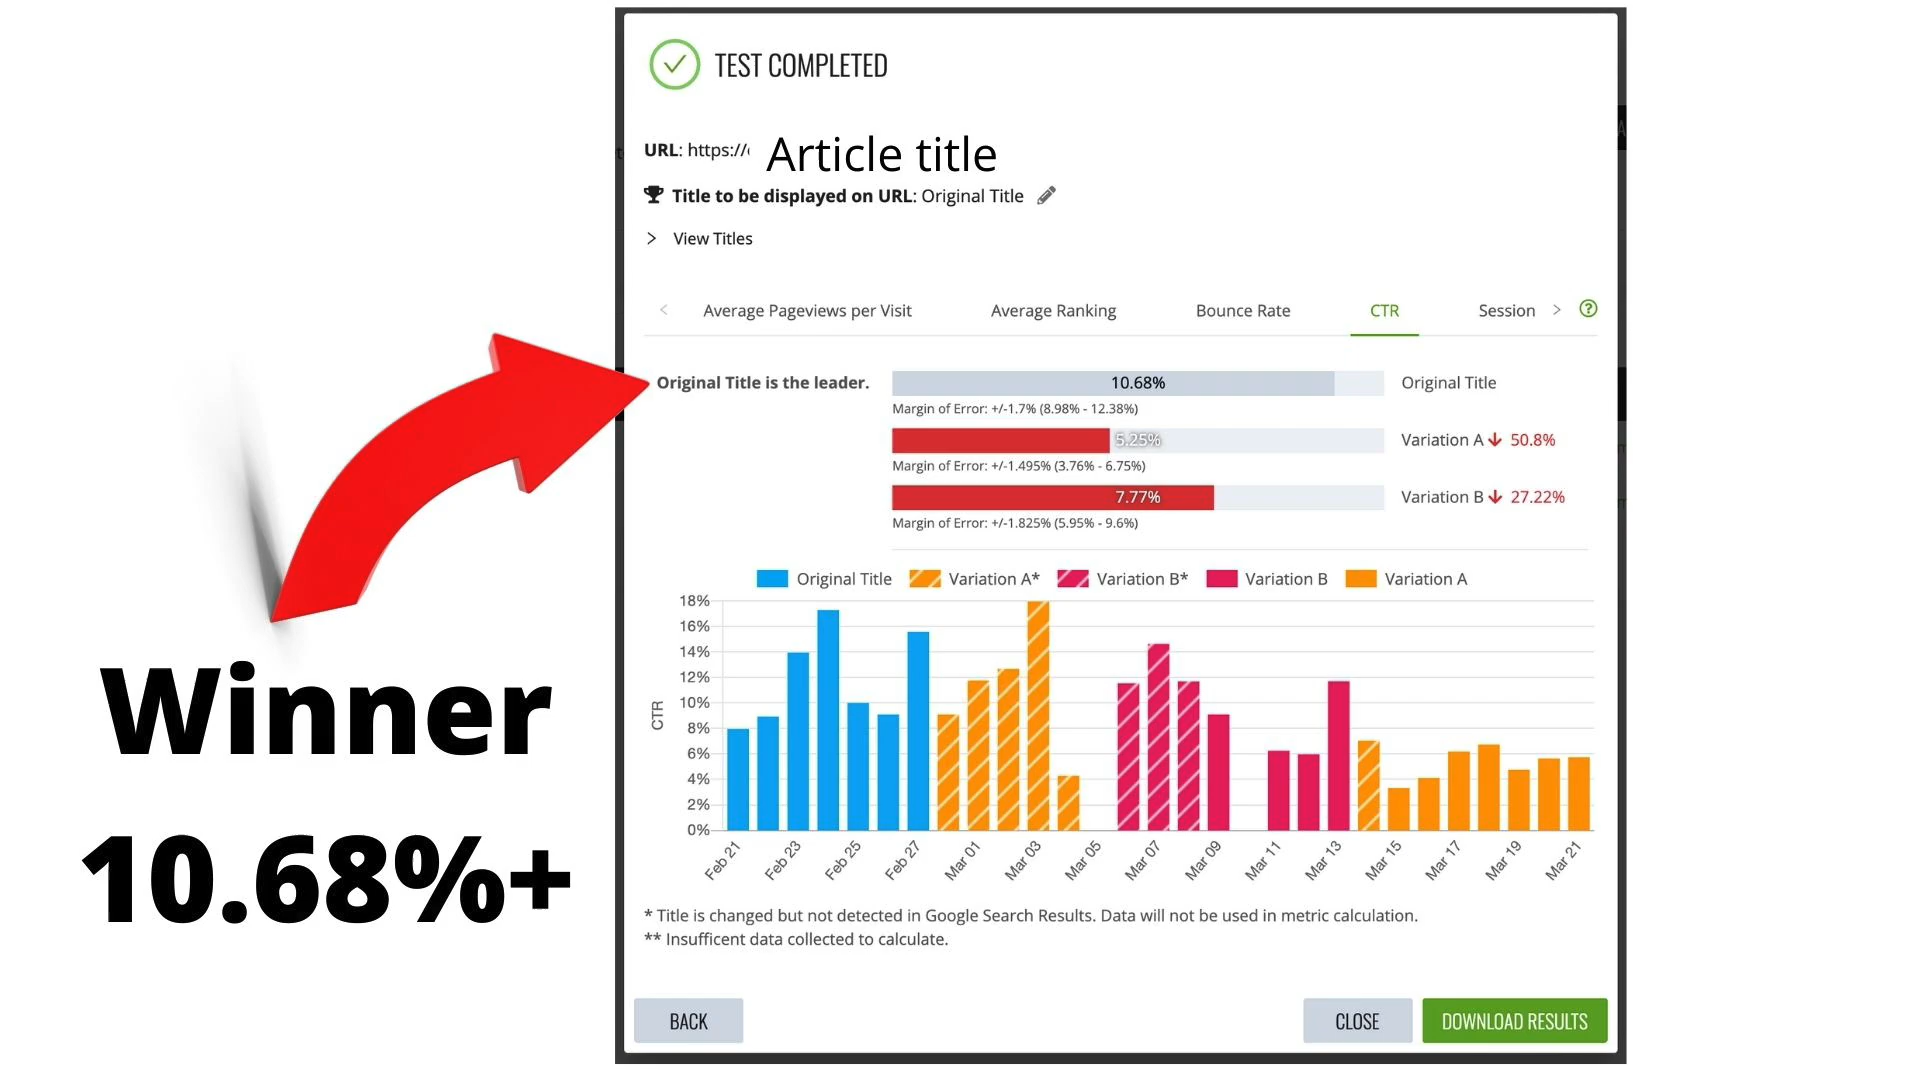 TEST COMPLETED
URL: https://
Article title
Title to be displayed on URL: Original Title
> View Titles
< Average Pageviews per Visit Average Ranking Bounce Rate CTR Session > ?
Original Title is the leader. 10.68% Original Title
Margin of Error: +/-1.7% (8.98% - 12.38%)
5.25% Variation A ↓ 50.8%
Margin of Error: +/-1.495% (3.76% - 6.75%)
7.77% Variation B ↓ 27.22%
Margin of Error: +/-1.825% (5.95% - 9.6%)
Original Title Variation A* Variation B* Variation B Variation A
18%
16%
14%
12%
10%
8%
6%
4%
2%
0%
CTR
Feb 21 Feb 23 Feb 25 Feb 27 Mar 01 Mar 03 Mar 05 Mar 07 Mar 09 Mar 11 Mar 13 Mar 15 Mar 17 Mar 19 Mar 21
* Title is changed but not detected in Google Search Results. Data will not be used in metric calculation.
** Insufficent data collected to calculate.
BACK CLOSE DOWNLOAD RESULTS
Winner
10.68%+